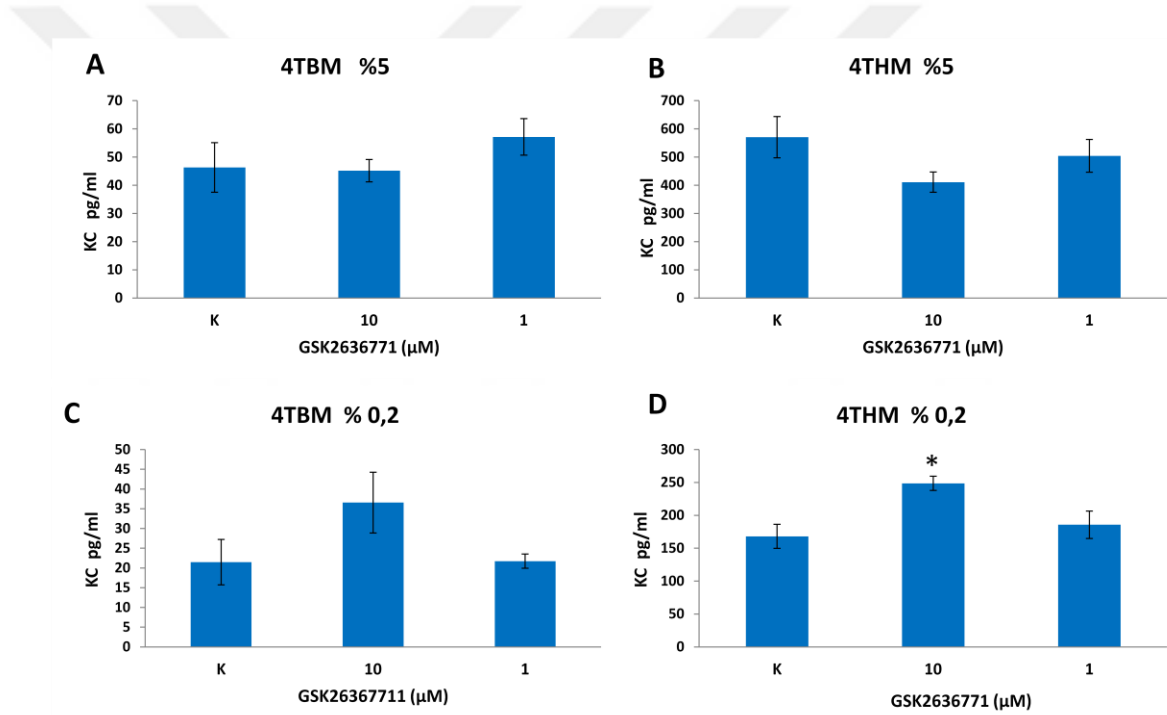 A
4TBM %5
70
60
50
40
30
20
10
0
KC pg/ml
K 10 1
GSK2636771 (µM)
B
4THM %5
700
600
500
400
300
200
100
0
KC pg/ml
K 10 1
GSK2636771 (µM)
C
4TBM % 0,2
50
45
40
35
30
25
20
15
10
5
0
KC pg/ml
K 10 1
GSK26367711 (µM)
D
4THM % 0,2
300
250
200
150
100
50
0
KC pg/ml
*
K 10 1
GSK2636771 (µM)